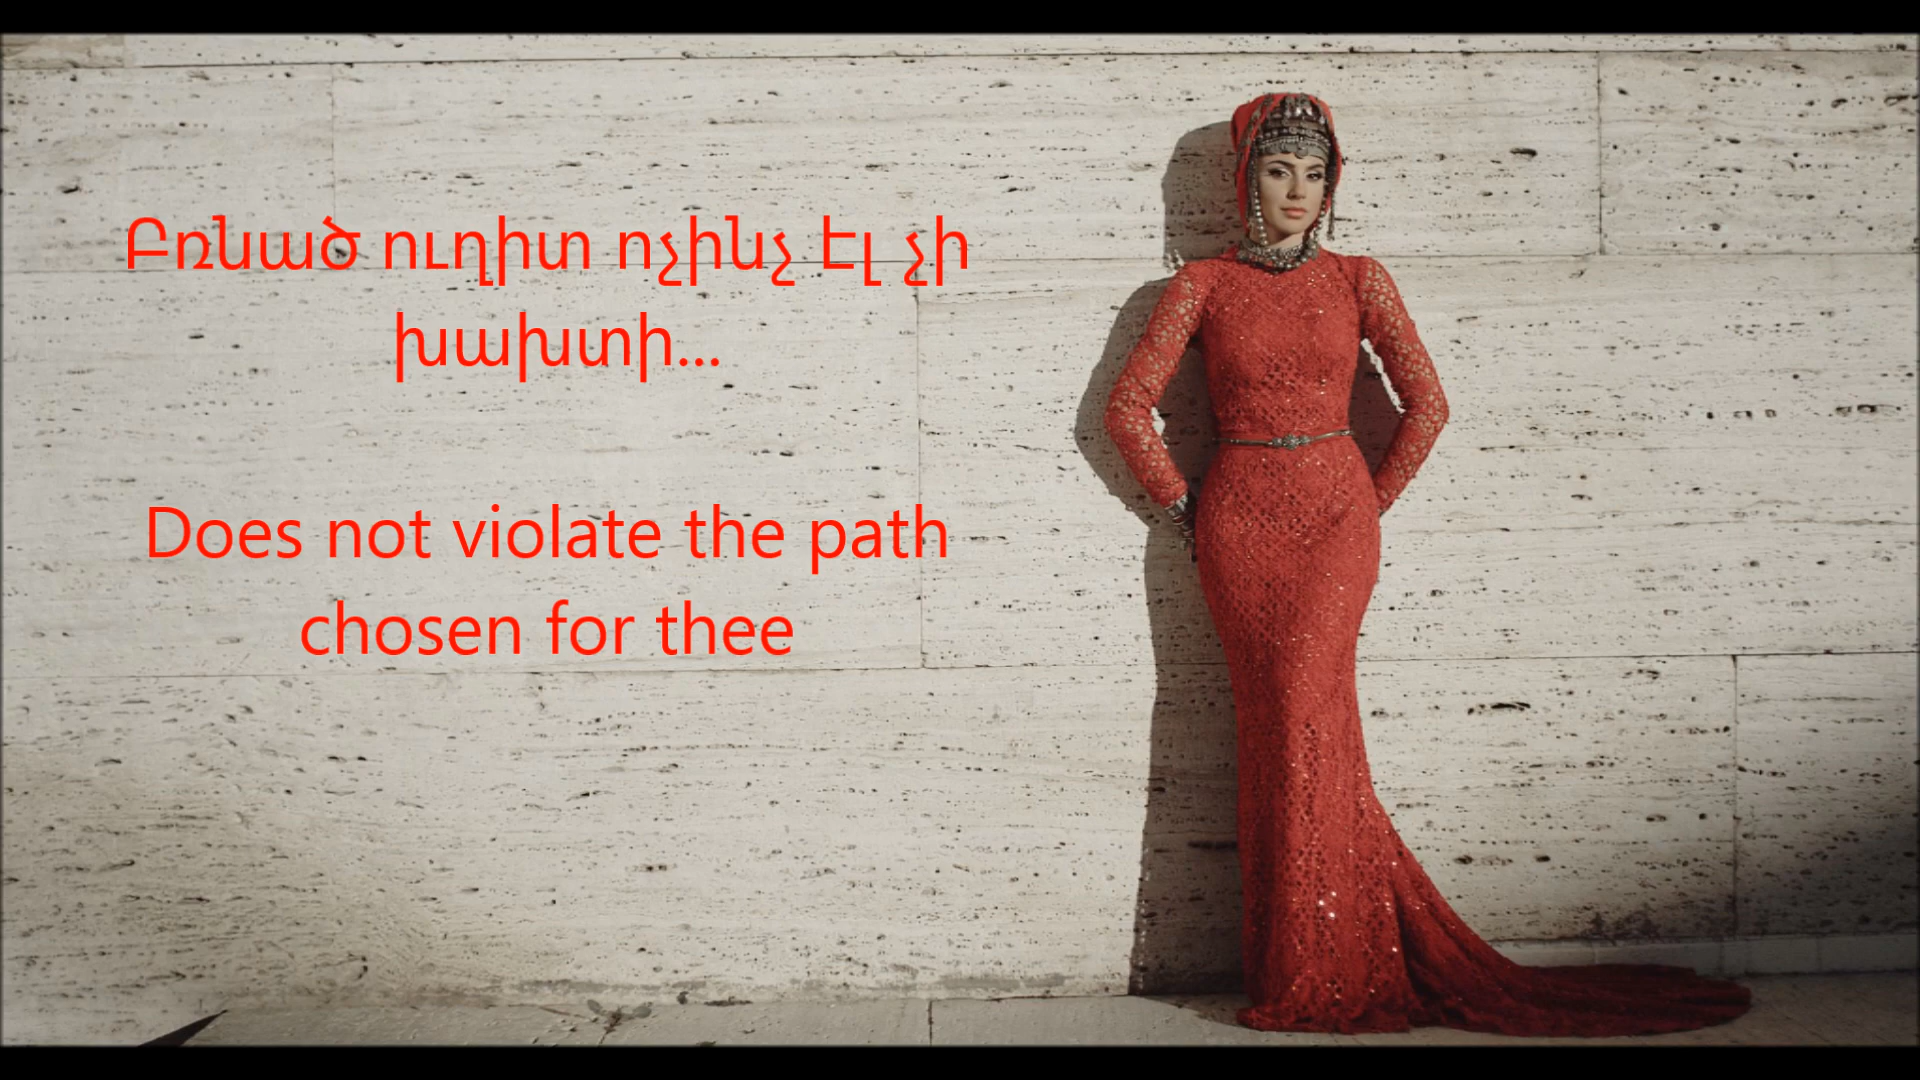 Բռնած ուղիտ ոչինչ էլ չի
խախտի...
Does not violate the path
chosen for thee